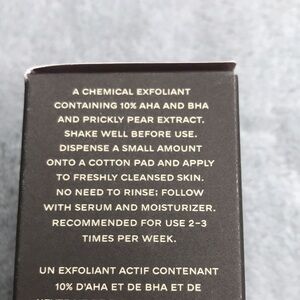 A CHEMICAL EXFOLIANT
CONTAINING 10% AHA AND BHA
AND PRICKLY PEAR EXTRACT.
SHAKE WELL BEFORE USE.
DISPENSE A SMALL AMOUNT
ONTO A COTTON PAD AND APPLY
TO FRESHLY CLEANSED SKIN.
NO NEED TO RINSE; FOLLOW
WITH SERUM AND MOISTURIZER.
RECOMMENDED FOR USE 2–3
TIMES PER WEEK.
UN EXFOLIANT ACTIF CONTENANT
10% D'AHA ET DE BHA ET DE